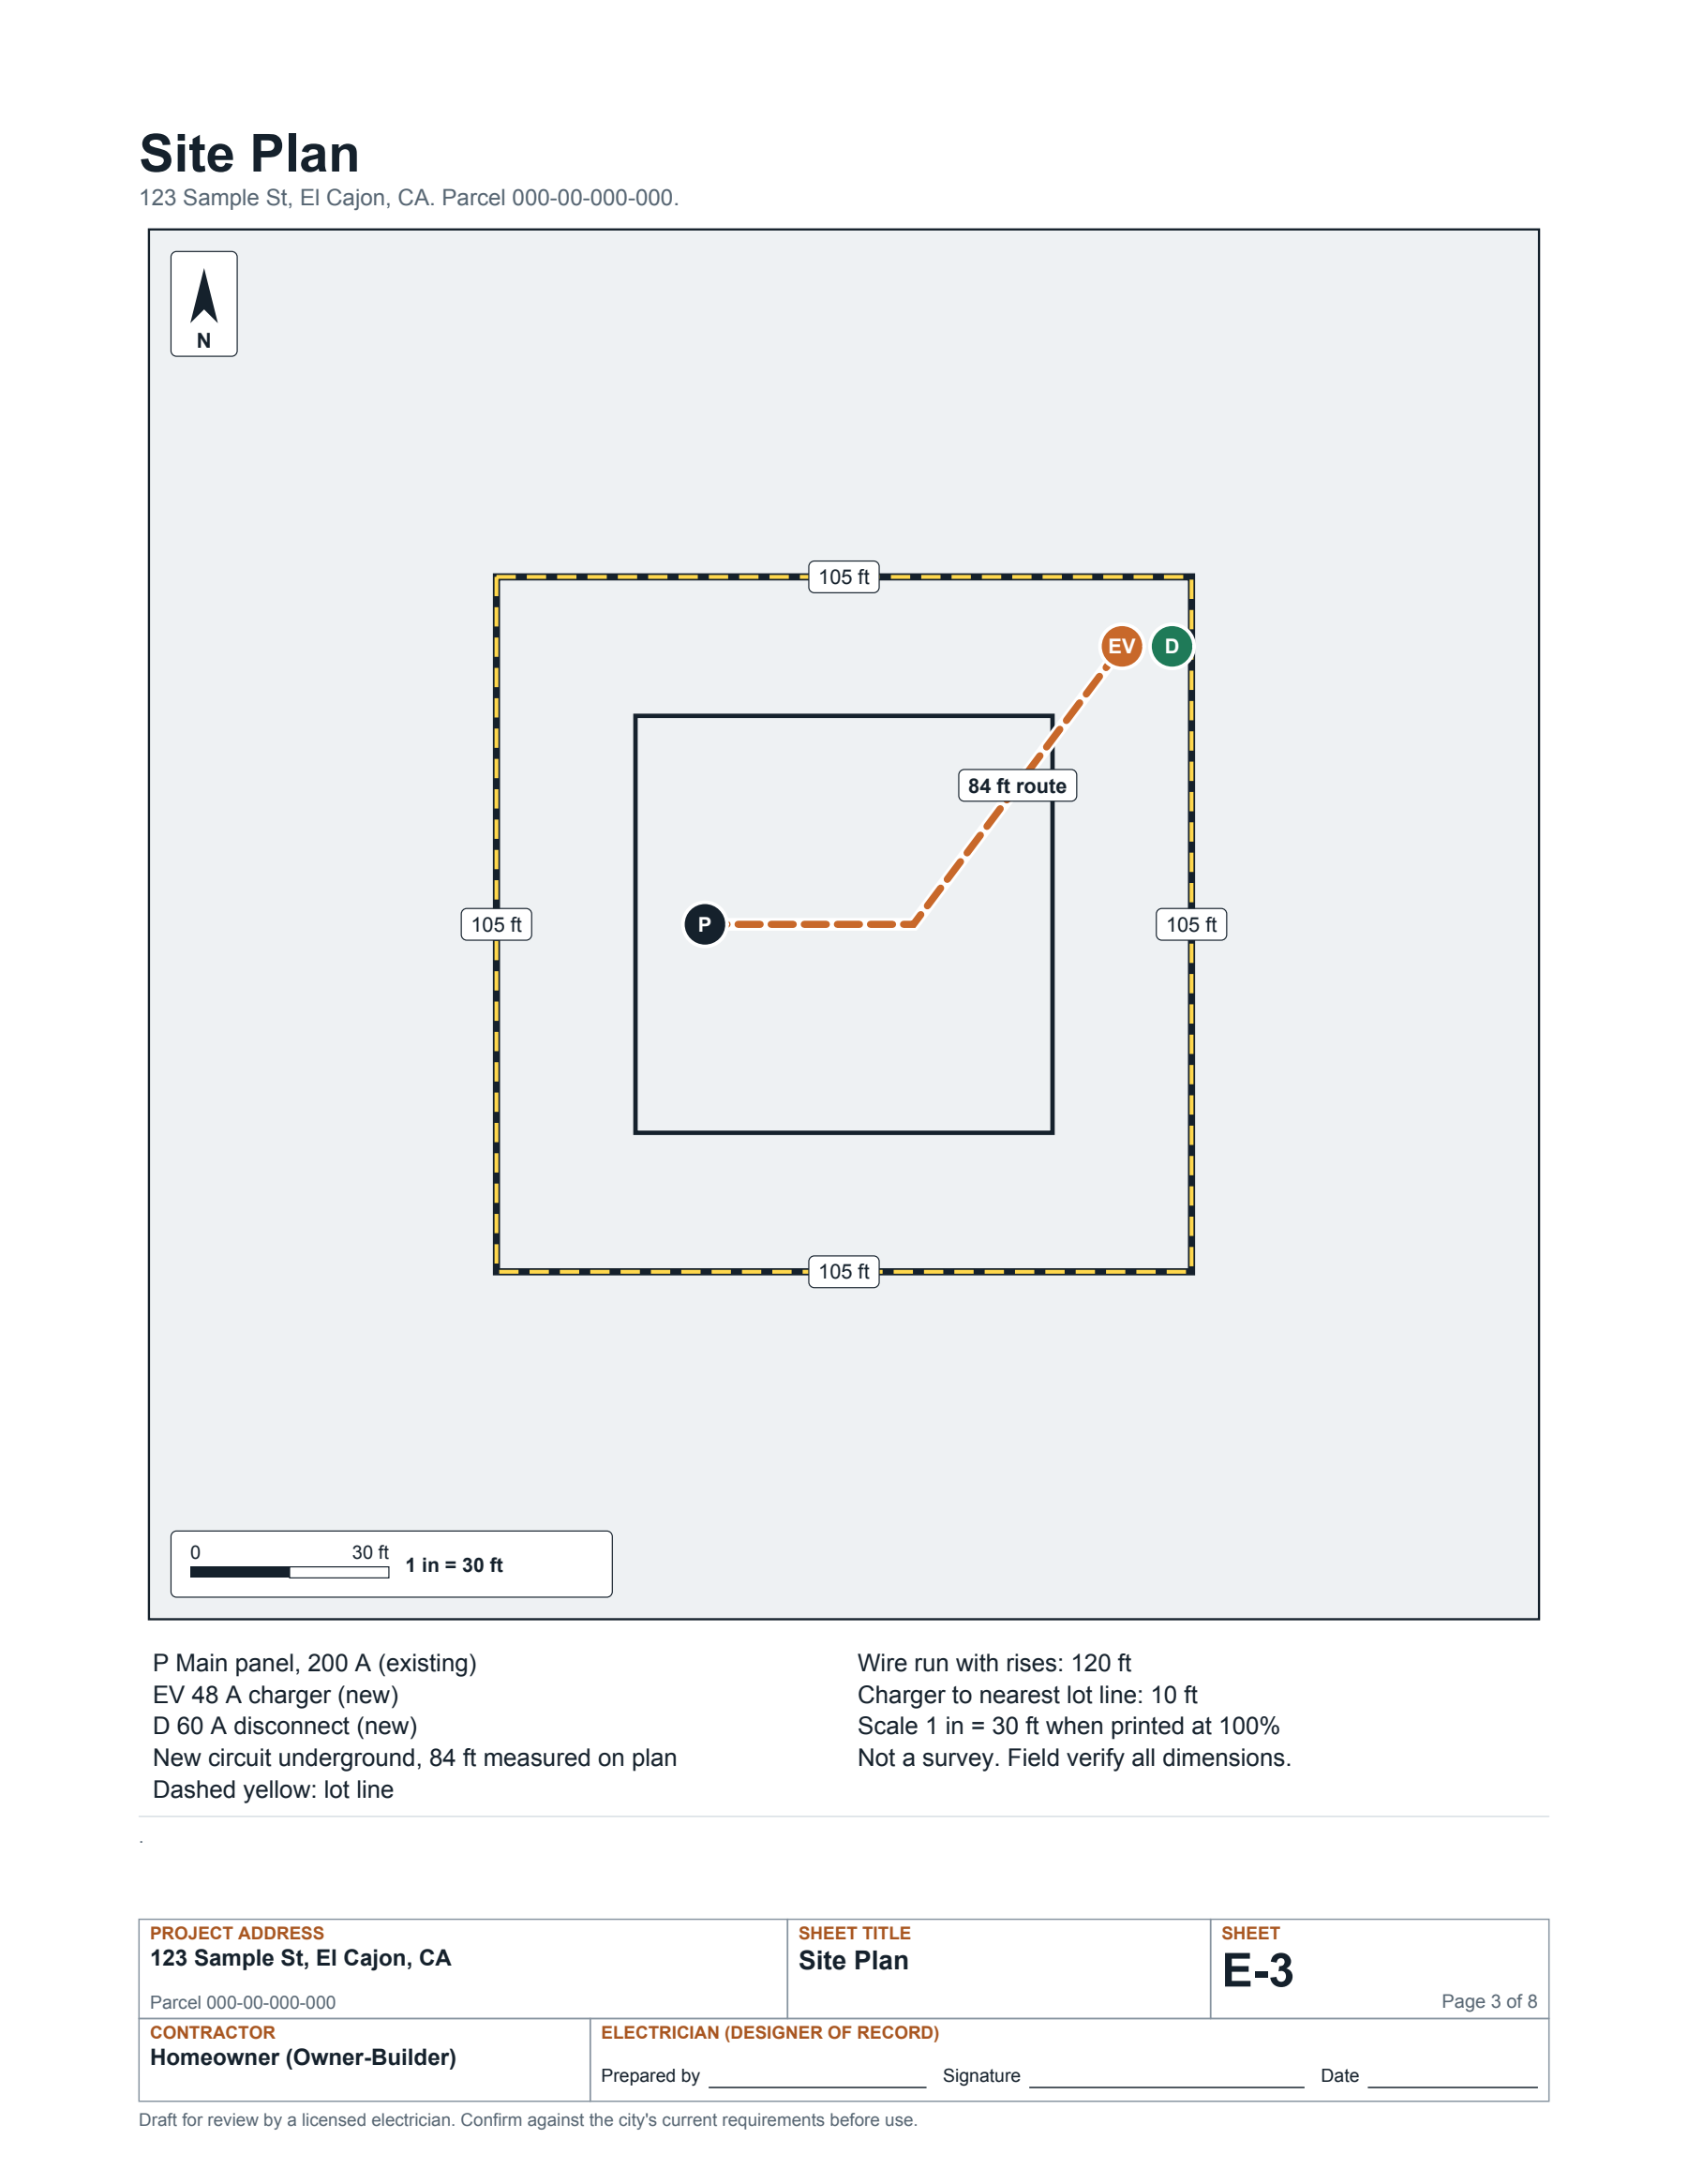 Site Plan
123 Sample St, El Cajon, CA. Parcel 000-00-000-000.
N
105 ft
EV D
84 ft route
105 ft
P
105 ft
105 ft
0 30 ft
1 in = 30 ft
P Main panel, 200 A (existing)
EV 48 A charger (new)
D 60 A disconnect (new)
New circuit underground, 84 ft measured on plan
Dashed yellow: lot line
Wire run with rises: 120 ft
Charger to nearest lot line: 10 ft
Scale 1 in = 30 ft when printed at 100%
Not a survey. Field verify all dimensions.
.
PROJECT ADDRESS
123 Sample St, El Cajon, CA
Parcel 000-00-000-000
SHEET TITLE
Site Plan
SHEET
E-3
Page 3 of 8
CONTRACTOR
Homeowner (Owner-Builder)
ELECTRICIAN (DESIGNER OF RECORD)
Prepared by Signature Date
Draft for review by a licensed electrician. Confirm against the city's current requirements before use.